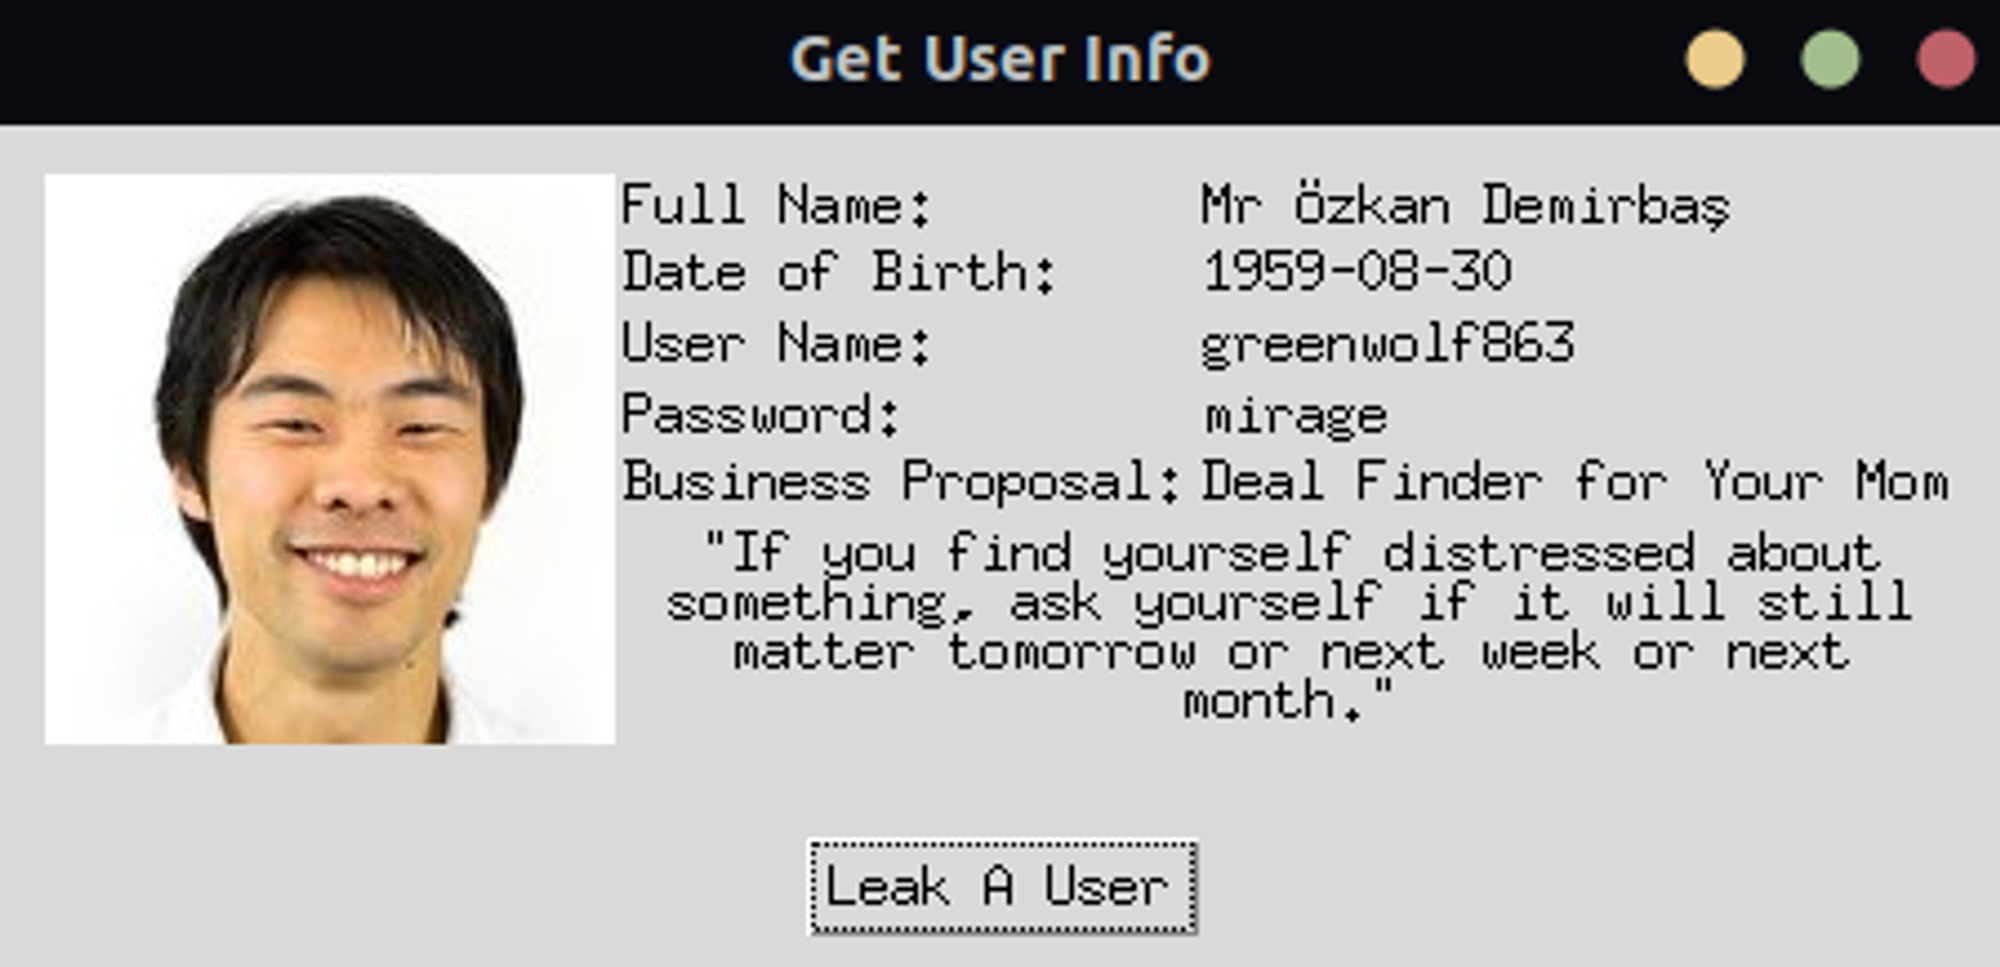 Get User Info
Full Name: Mr Özkan Demirbaş
Date of Birth: 1959-08-30
User Name: greenwolf863
Password: mirage
Business Proposal: Deal Finder for Your Mom
"If you find yourself distressed about
something, ask yourself if it will still
matter tomorrow or next week or next
month."
Leak A User